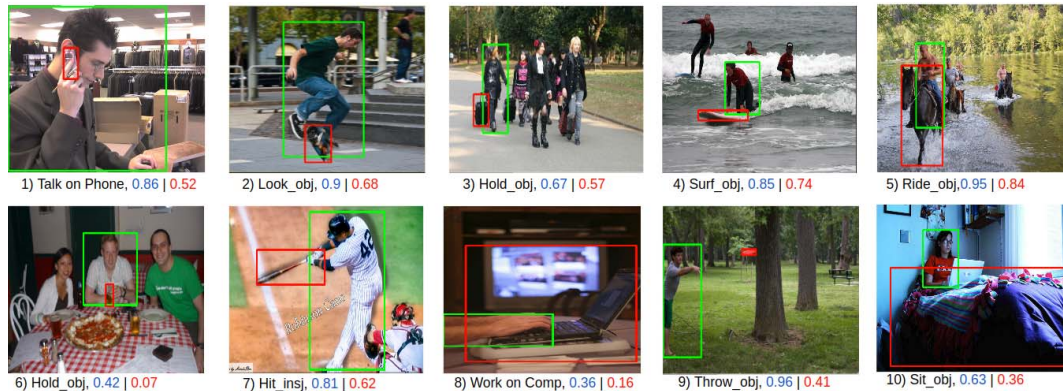 1) Talk on Phone, 0.86 | 0.52
2) Look_obj, 0.9 | 0.68
3) Hold_obj, 0.67 | 0.57
4) Surf_obj, 0.85 | 0.74
5) Ride_obj,0.95 | 0.84
42
6) Hold_obj, 0.42 | 0.07
7) Hit_insj, 0.81 | 0.62
8) Work on Comp, 0.36 | 0.16
9) Throw_obj, 0.96 | 0.41
10) Sit_obj, 0.63 | 0.36